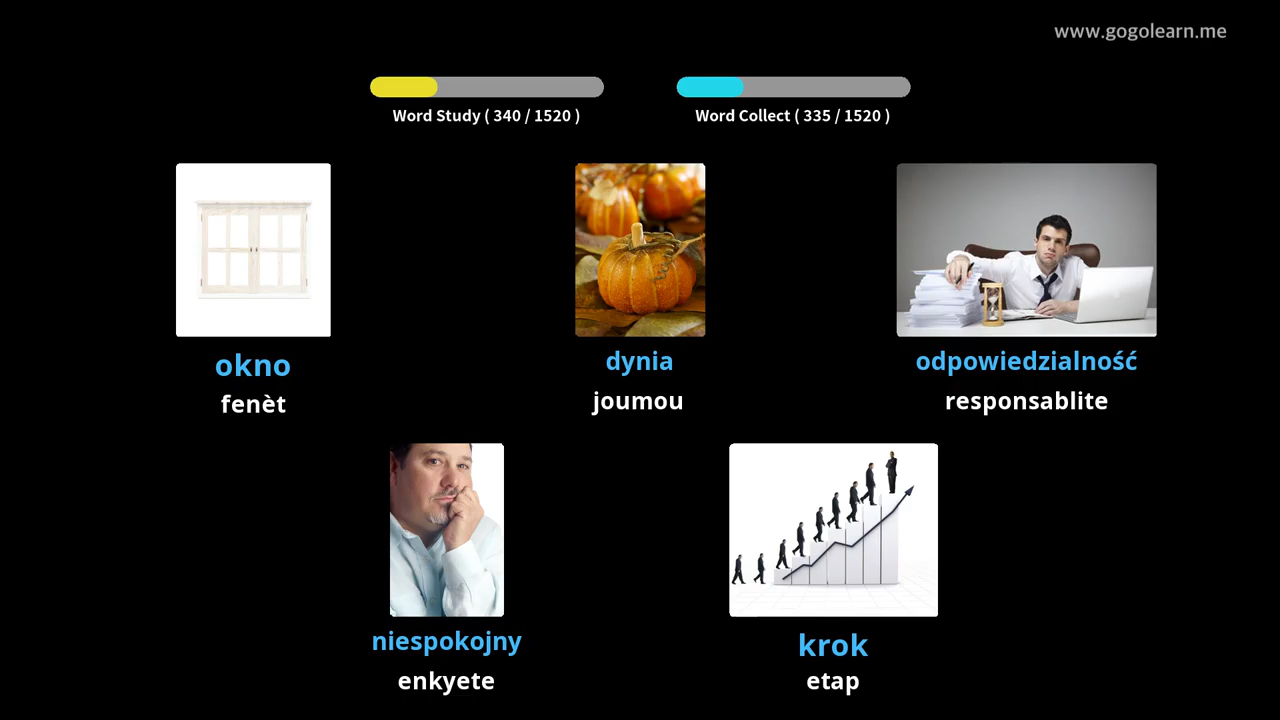 www.gogolearn.me
Word Study ( 340 / 1520 )
Word Collect ( 335 / 1520 )
okno
fenèt
dynia
joumou
odpowiedzialność
responsablite
niespokojny
enkyete
krok
etap